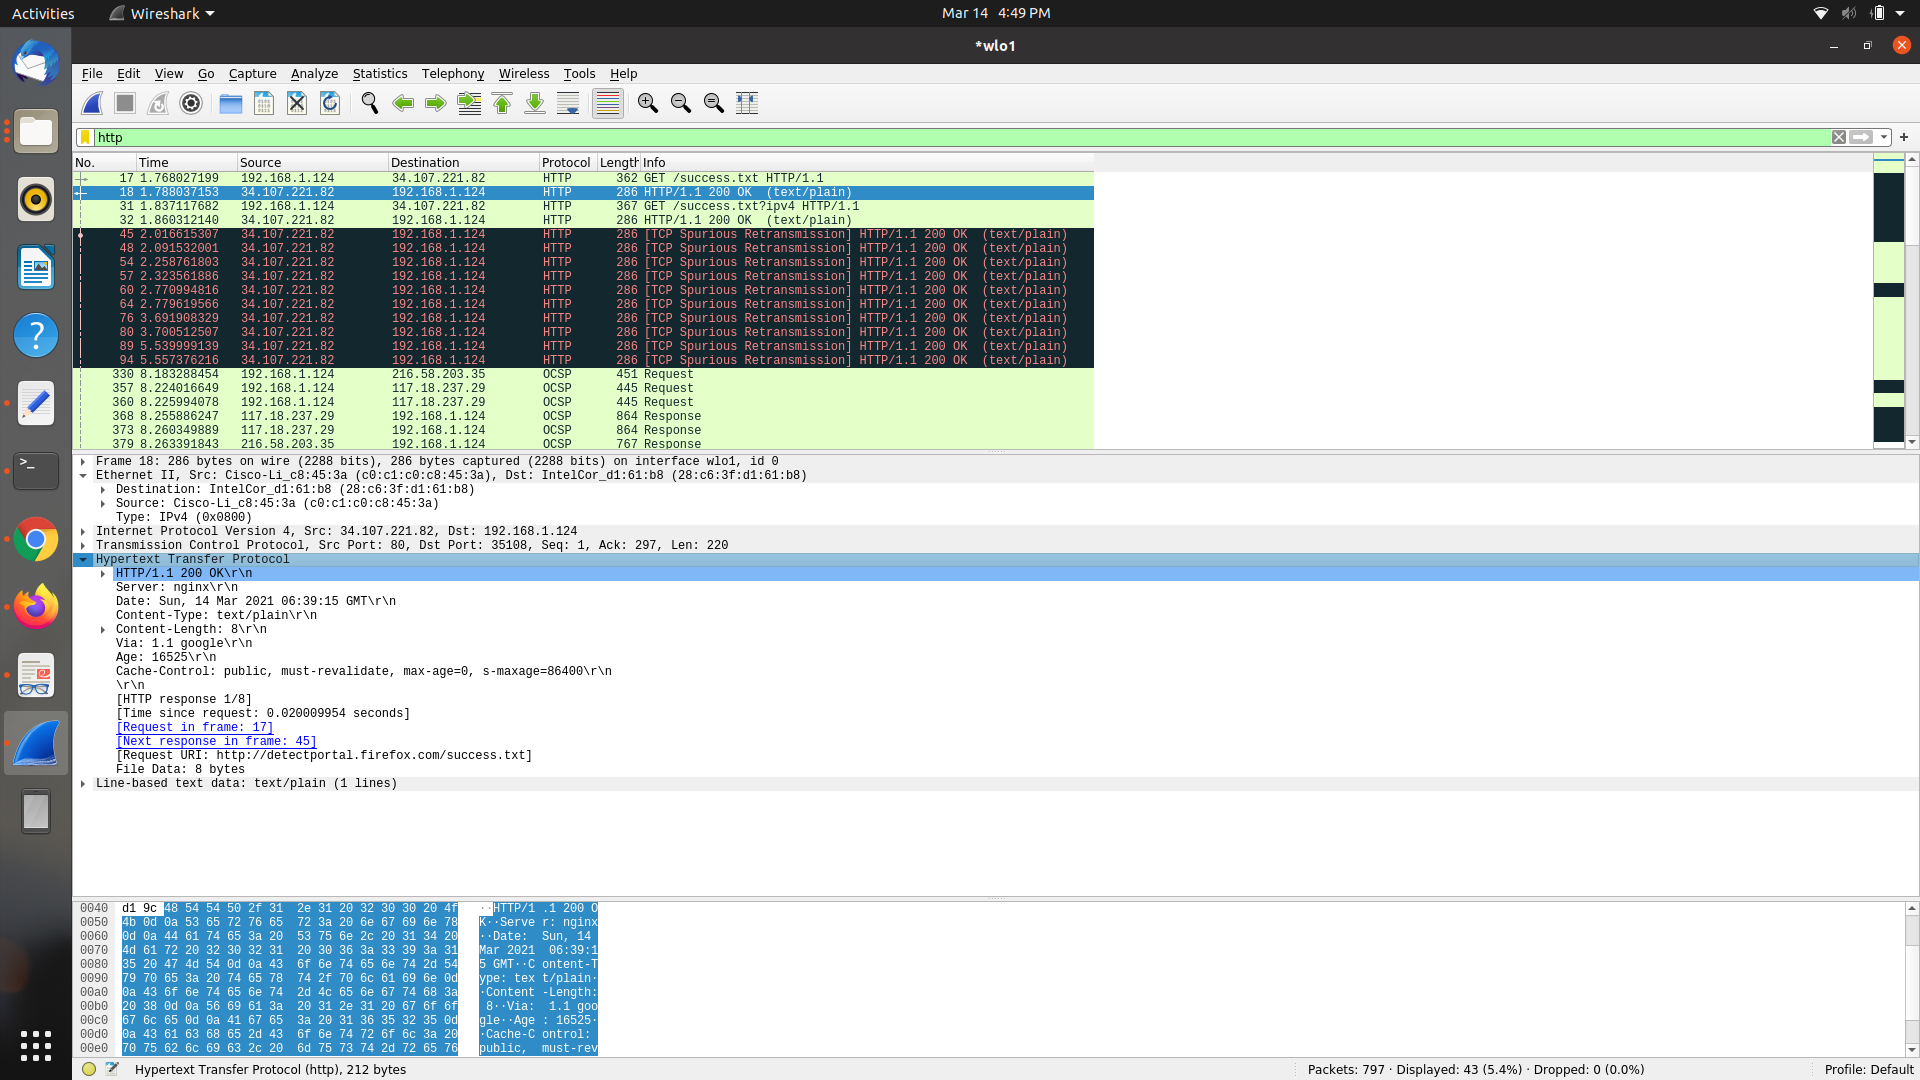 Activities Wireshark Mar 14 4:49 PM
*wlo1
File Edit View Go Capture Analyze Statistics Telephony Wireless Tools Help
http
No. Time Source Destination Protocol Length Info
17 1.768027199 192.168.1.124 34.107.221.82 HTTP 362 GET /success.txt HTTP/1.1
18 1.788037153 34.107.221.82 192.168.1.124 HTTP 286 HTTP/1.1 200 OK (text/plain)
31 1.837117682 192.168.1.124 34.107.221.82 HTTP 367 GET /success.txt?ipv4 HTTP/1.1
32 1.860312140 34.107.221.82 192.168.1.124 HTTP 286 HTTP/1.1 200 OK (text/plain)
45 2.016615307 34.107.221.82 192.168.1.124 HTTP 286 [TCP Spurious Retransmission] HTTP/1.1 200 OK (text/plain)
48 2.091532001 34.107.221.82 192.168.1.124 HTTP 286 [TCP Spurious Retransmission] HTTP/1.1 200 OK (text/plain)
54 2.258761803 34.107.221.82 192.168.1.124 HTTP 286 [TCP Spurious Retransmission] HTTP/1.1 200 OK (text/plain)
57 2.323561886 34.107.221.82 192.168.1.124 HTTP 286 [TCP Spurious Retransmission] HTTP/1.1 200 OK (text/plain)
60 2.770994816 34.107.221.82 192.168.1.124 HTTP 286 [TCP Spurious Retransmission] HTTP/1.1 200 OK (text/plain)
64 2.779619566 34.107.221.82 192.168.1.124 HTTP 286 [TCP Spurious Retransmission] HTTP/1.1 200 OK (text/plain)
76 3.691908329 34.107.221.82 192.168.1.124 HTTP 286 [TCP Spurious Retransmission] HTTP/1.1 200 OK (text/plain)
80 3.700512507 34.107.221.82 192.168.1.124 HTTP 286 [TCP Spurious Retransmission] HTTP/1.1 200 OK (text/plain)
89 5.539999139 34.107.221.82 192.168.1.124 HTTP 286 [TCP Spurious Retransmission] HTTP/1.1 200 OK (text/plain)
94 5.557376216 34.107.221.82 192.168.1.124 HTTP 286 [TCP Spurious Retransmission] HTTP/1.1 200 OK (text/plain)
330 8.183288454 192.168.1.124 216.58.203.35 OCSP 451 Request
357 8.224016649 192.168.1.124 117.18.237.29 OCSP 445 Request
360 8.225994078 192.168.1.124 117.18.237.29 OCSP 445 Request
368 8.255886247 117.18.237.29 192.168.1.124 OCSP 864 Response
373 8.260349889 117.18.237.29 192.168.1.124 OCSP 864 Response
379 8.263391843 216.58.203.35 192.168.1.124 OCSP 767 Response
Frame 18: 286 bytes on wire (2288 bits), 286 bytes captured (2288 bits) on interface wlo1, id 0
Ethernet II, Src: Cisco-Li_c8:45:3a (c0:c1:c0:c8:45:3a), Dst: IntelCor_d1:61:b8 (28:c6:3f:d1:61:b8)
Destination: IntelCor_d1:61:b8 (28:c6:3f:d1:61:b8)
Source: Cisco-Li_c8:45:3a (c0:c1:c0:c8:45:3a)
Type: IPv4 (0x0800)
Internet Protocol Version 4, Src: 34.107.221.82, Dst: 192.168.1.124
Transmission Control Protocol, Src Port: 80, Dst Port: 35108, Seq: 1, Ack: 297, Len: 220
Hypertext Transfer Protocol
HTTP/1.1 200 OK\r\n
Server: nginx\r\n
Date: Sun, 14 Mar 2021 06:39:15 GMT\r\n
Content-Type: text/plain\r\n
Content-Length: 8\r\n
Via: 1.1 google\r\n
Age: 16525\r\n
Cache-Control: public, must-revalidate, max-age=0, s-maxage=86400\r\n
\r\n
[HTTP response 1/8]
[Time since request: 0.020009954 seconds]
[Request in frame: 17]
[Next response in frame: 45]
[Request URI: http://detectportal.firefox.com/success.txt]
File Data: 8 bytes
Line-based text data: text/plain (1 lines)
0040 d1 9c 48 54 54 50 2f 31 2e 31 20 32 30 30 20 4f ··HTTP/1 .1 200 O
0050 4b 0d 0a 53 65 72 76 65 72 3a 20 6e 67 69 6e 78 K··Serve r: nginx
0060 0d 0a 44 61 74 65 3a 20 53 75 6e 2c 20 31 34 20 ··Date: Sun, 14
0070 4d 61 72 20 32 30 32 31 20 30 36 3a 33 39 3a 31 Mar 2021 06:39:1
0080 35 20 47 4d 54 0d 0a 43 6f 6e 74 65 6e 74 2d 54 5 GMT··C ontent-T
0090 79 70 65 3a 20 74 65 78 74 2f 70 6c 61 69 6e 0d ype: tex t/plain·
00a0 0a 43 6f 6e 74 65 6e 74 2d 4c 65 6e 67 74 68 3a ·Content -Length:
00b0 20 38 0d 0a 56 69 61 3a 20 31 2e 31 20 67 6f 6f 8··Via: 1.1 goo
00c0 67 6c 65 0d 0a 41 67 65 3a 20 31 36 35 32 35 0d gle··Age : 16525·
00d0 0a 43 61 63 68 65 2d 43 6f 6e 74 72 6f 6c 3a 20 ·Cache-C ontrol:
00e0 70 75 62 6c 69 63 2c 20 6d 75 73 74 2d 72 65 76 public, must-rev
Hypertext Transfer Protocol (http), 212 bytes Packets: 797 · Displayed: 43 (5.4%) · Dropped: 0 (0.0%) Profile: Default